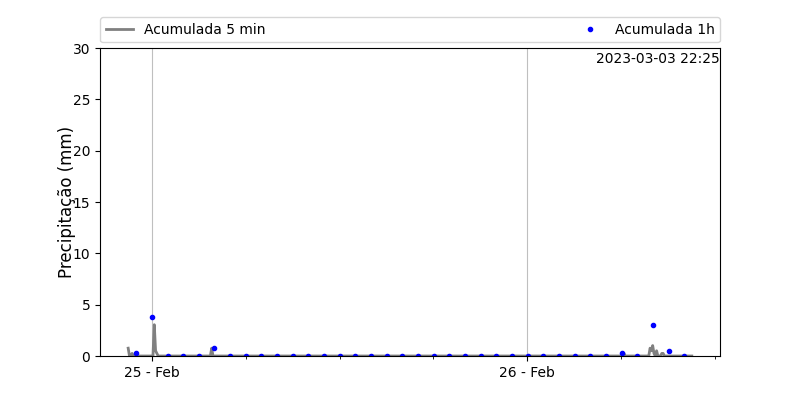 Acumulada 5 min
Acumulada 1h
2023-03-03 22:25
Precipitação (mm)
30
25
20
15
10
5
0
25 - Feb
26 - Feb